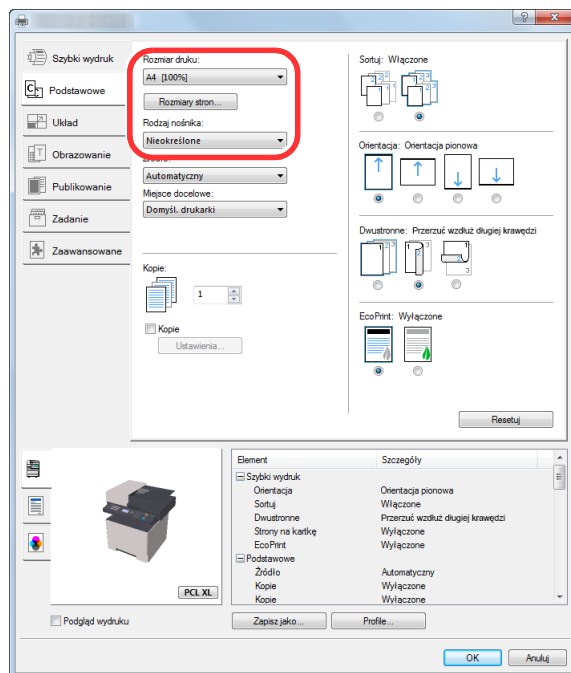 Szybki wydruk
Podstawowe
Układ
Obrazowanie
Publikowanie
Zadanie
Zaawansowane
Rozmiar druku:
A4 [100%]
Rozmiary stron...
Rodzaj nośnika:
Nieokreślone
Automatyczny
Miejsce docelowe:
Domyśl. drukarki
Kopie:
1
Kopie
Ustawienia...
Sortuj: Włączone
Orientacja: Orientacja pionowa
Dwustronne: Przerzuć wzdłuż długiej krawędzi
EcoPrint: Wyłączone
Resetuj
PCL XL
Podgląd wydruku
Element Szczegóły
Szybki wydruk
Orientacja Orientacja pionowa
Sortuj Włączone
Dwustronne Przerzuć wzdłuż długiej krawędzi
Strony na kartkę Wyłączone
EcoPrint Wyłączone
Podstawowe
Źródło Automatyczny
Kopie Wyłączone
Kopie Wyłączone
Zapisz jako... Profile...
OK Anuluj